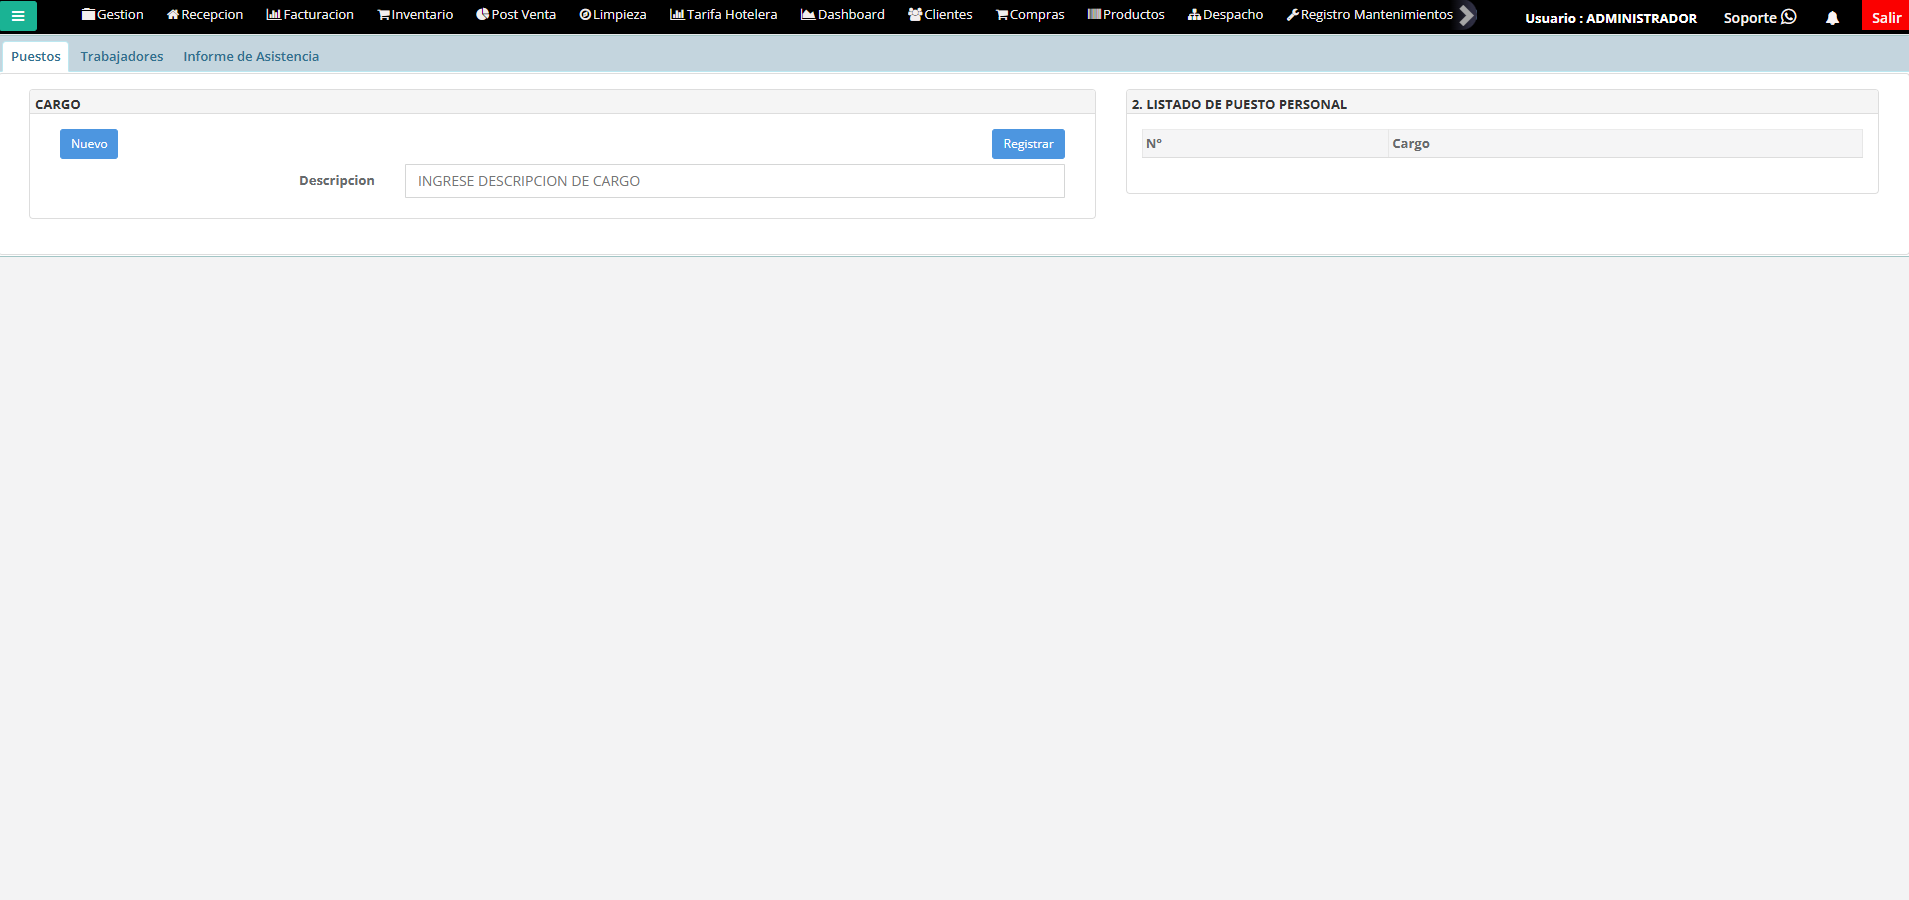 Gestion Recepcion Facturacion Inventario Post Venta Limpieza Tarifa Hotelera Dashboard Clientes Compras Productos Despacho Registro Mantenimientos Usuario : ADMINISTRADOR Soporte Salir
Puestos Trabajadores Informe de Asistencia
CARGO
Nuevo Registrar
Descripcion INGRESE DESCRIPCION DE CARGO
2. LISTADO DE PUESTO PERSONAL
Nº Cargo